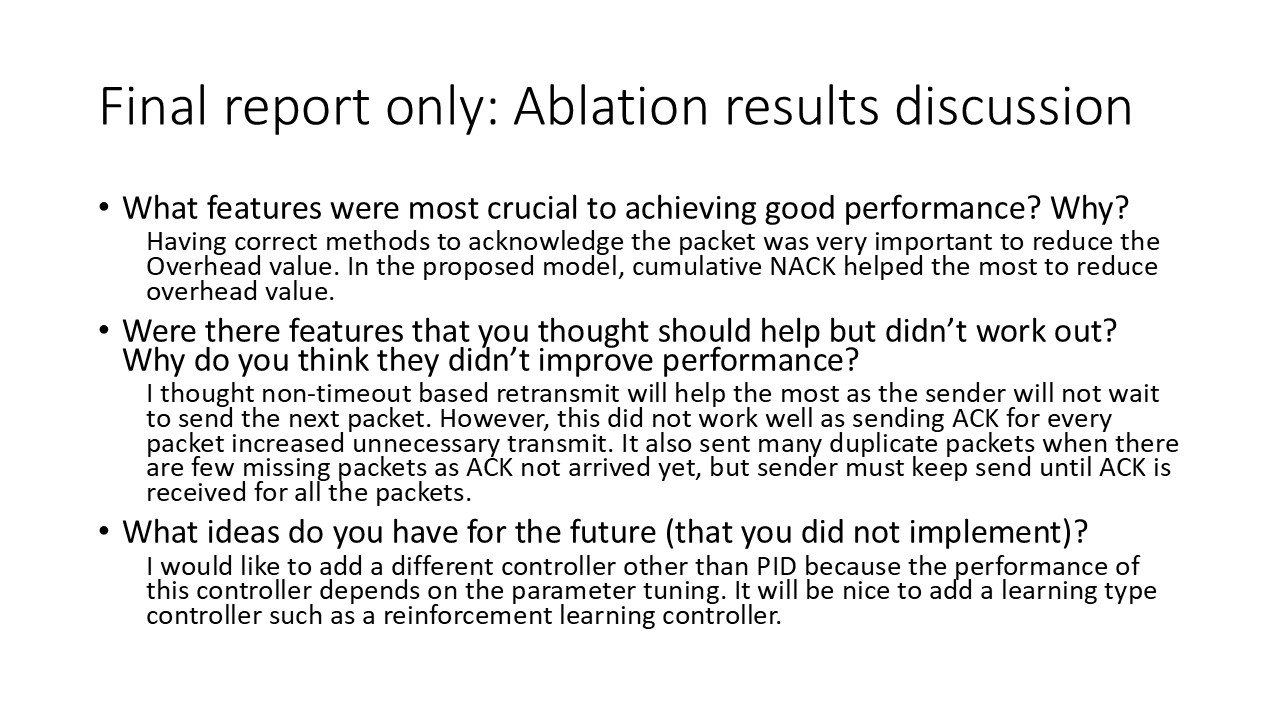 Final report only: Ablation results discussion
• What features were most crucial to achieving good performance? Why?
Having correct methods to acknowledge the packet was very important to reduce the
Overhead value. In the proposed model, cumulative NACK helped the most to reduce
overhead value.
• Were there features that you thought should help but didn’t work out?
Why do you think they didn’t improve performance?
I thought non-timeout based retransmit will help the most as the sender will not wait
to send the next packet. However, this did not work well as sending ACK for every
packet increased unnecessary transmit. It also sent many duplicate packets when there
are few missing packets as ACK not arrived yet, but sender must keep send until ACK is
received for all the packets.
• What ideas do you have for the future (that you did not implement)?
I would like to add a different controller other than PID because the performance of
this controller depends on the parameter tuning. It will be nice to add a learning type
controller such as a reinforcement learning controller.